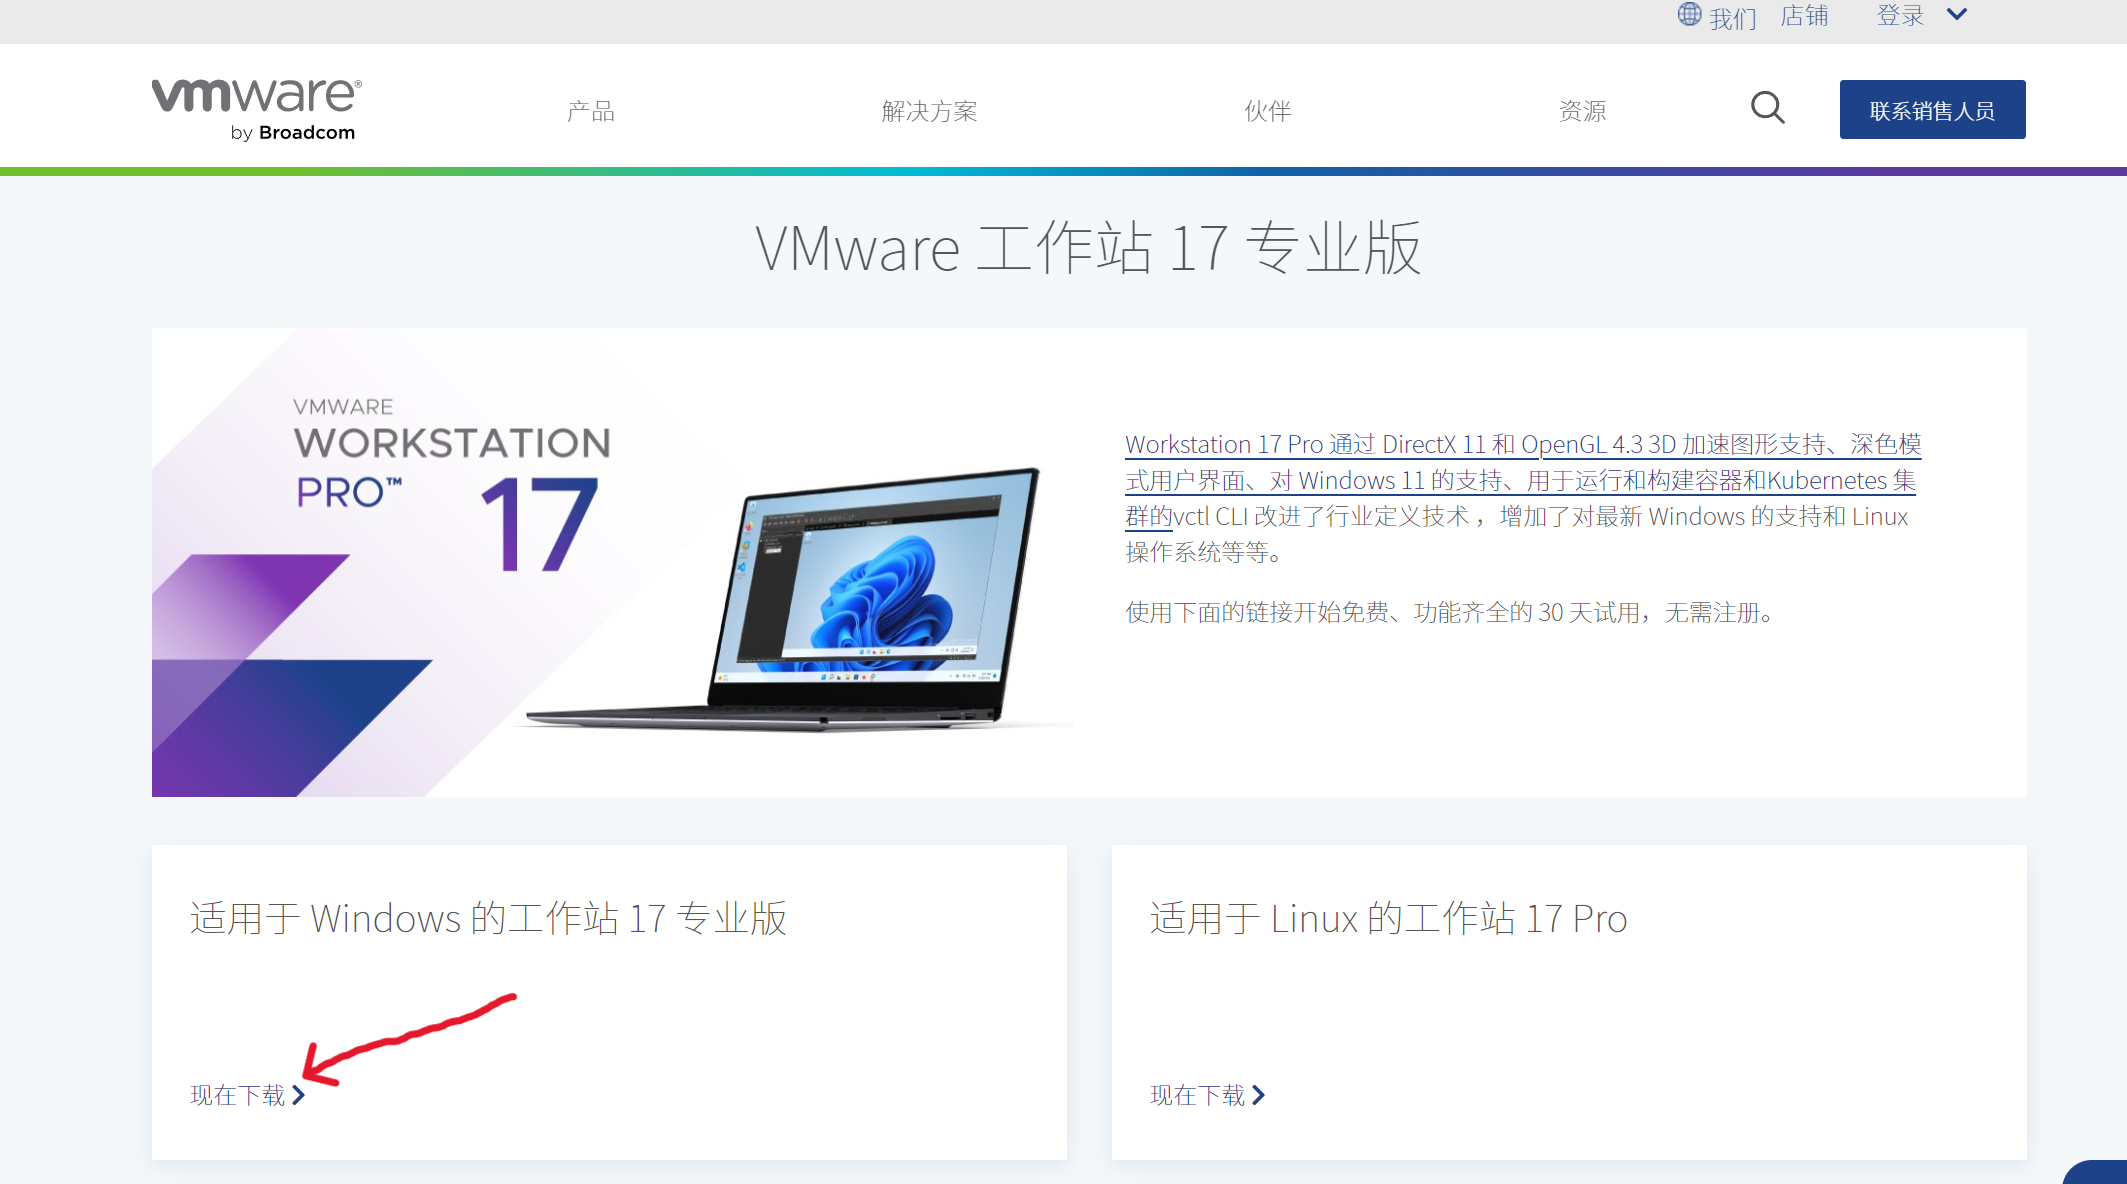 我们 店铺 登录
vmware®
by Broadcom
产品 解决方案 伙伴 资源 联系销售人员
VMware 工作站 17 专业版
VMWARE
WORKSTATION
PRO™ 17
Workstation 17 Pro 通过 DirectX 11 和 OpenGL 4.3 3D 加速图形支持、深色模
式用户界面、对 Windows 11 的支持、用于运行和构建容器和Kubernetes 集
群的vctl CLI 改进了行业定义技术 ，增加了对最新 Windows 的支持和 Linux
操作系统等等。
使用下面的链接开始免费、功能齐全的 30 天试用，无需注册。
适用于 Windows 的工作站 17 专业版
现在下载
适用于 Linux 的工作站 17 Pro
现在下载